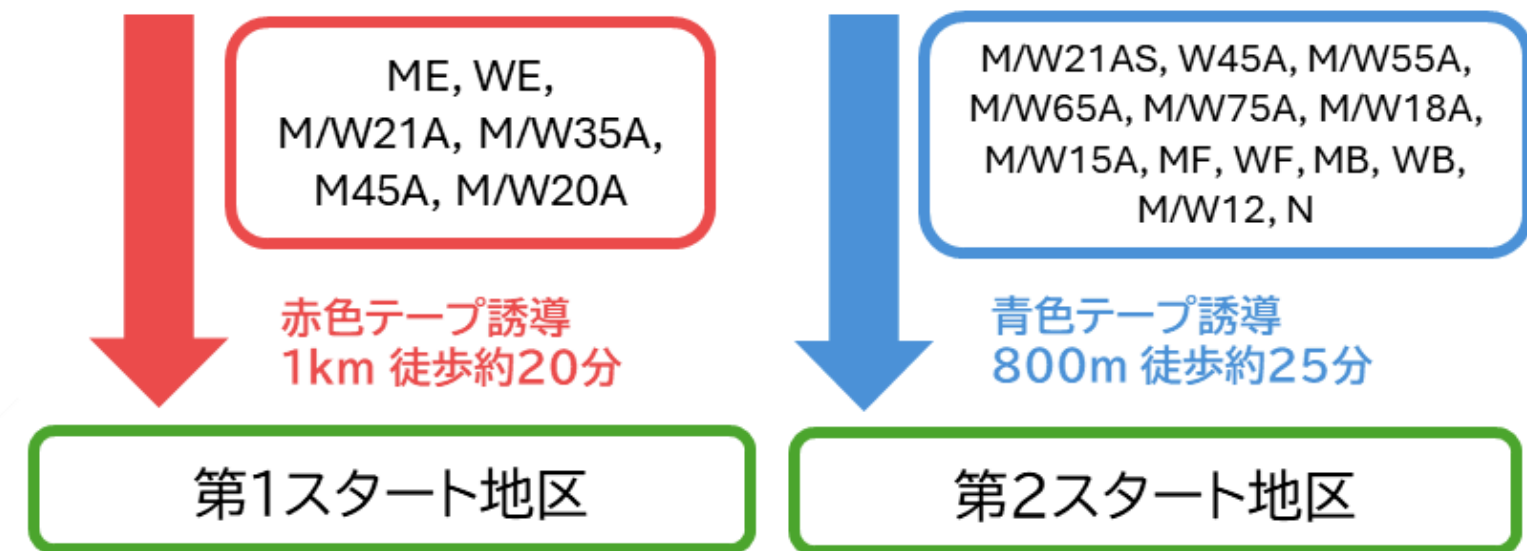 ME, WE,
M/W21A, M/W35A,
M45A, M/W20A
赤色テープ誘導
1km 徒歩約20分
第1スタート地区
M/W21AS, W45A, M/W55A,
M/W65A, M/W75A, M/W18A,
M/W15A, MF, WF, MB, WB,
M/W12, N
青色テープ誘導
800m 徒歩約25分
第2スタート地区